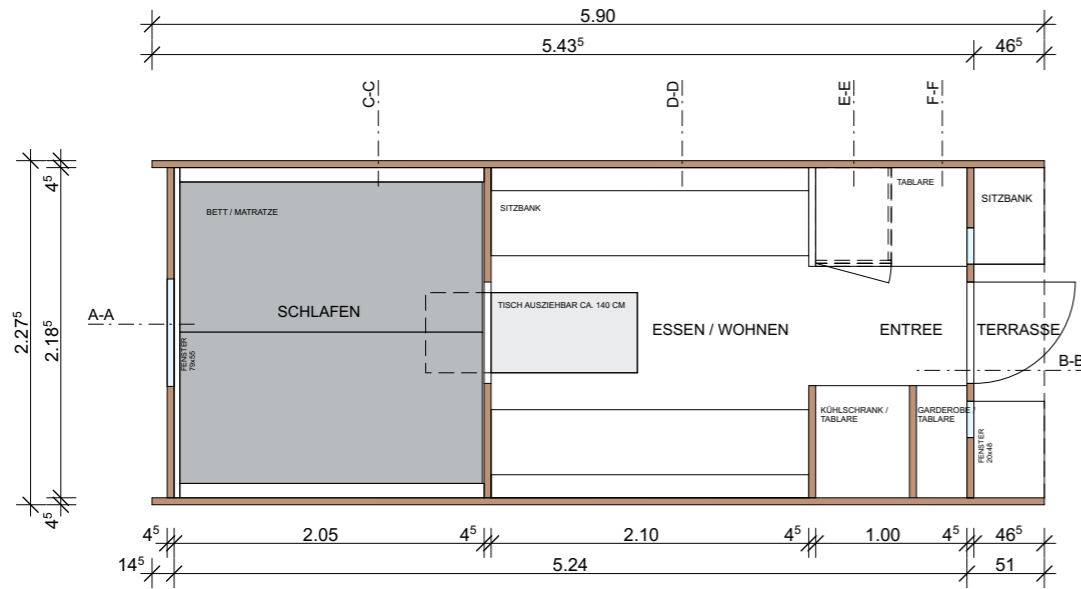 5.90
5.43⁵ 46⁵
C-C D-D E-E F-F
4⁵
2.27⁵
2.18⁵
4⁵
BETT / MATRATZE
SITZBANK
TABLARE
SITZBANK
A-A
SCHLAFEN
TISCH AUSZIEHBAR CA. 140 CM
ESSEN / WOHNEN
ENTREE
TERRASSE
B-B
FENSTER
79x55
KÜHLSCHRANK /
TABLARE
GARDEROBE /
TABLARE
FENSTER
20x48
4⁵ 2.05 4⁵ 2.10 4⁵ 1.00 4⁵ 46⁵
14⁵ 5.24 51